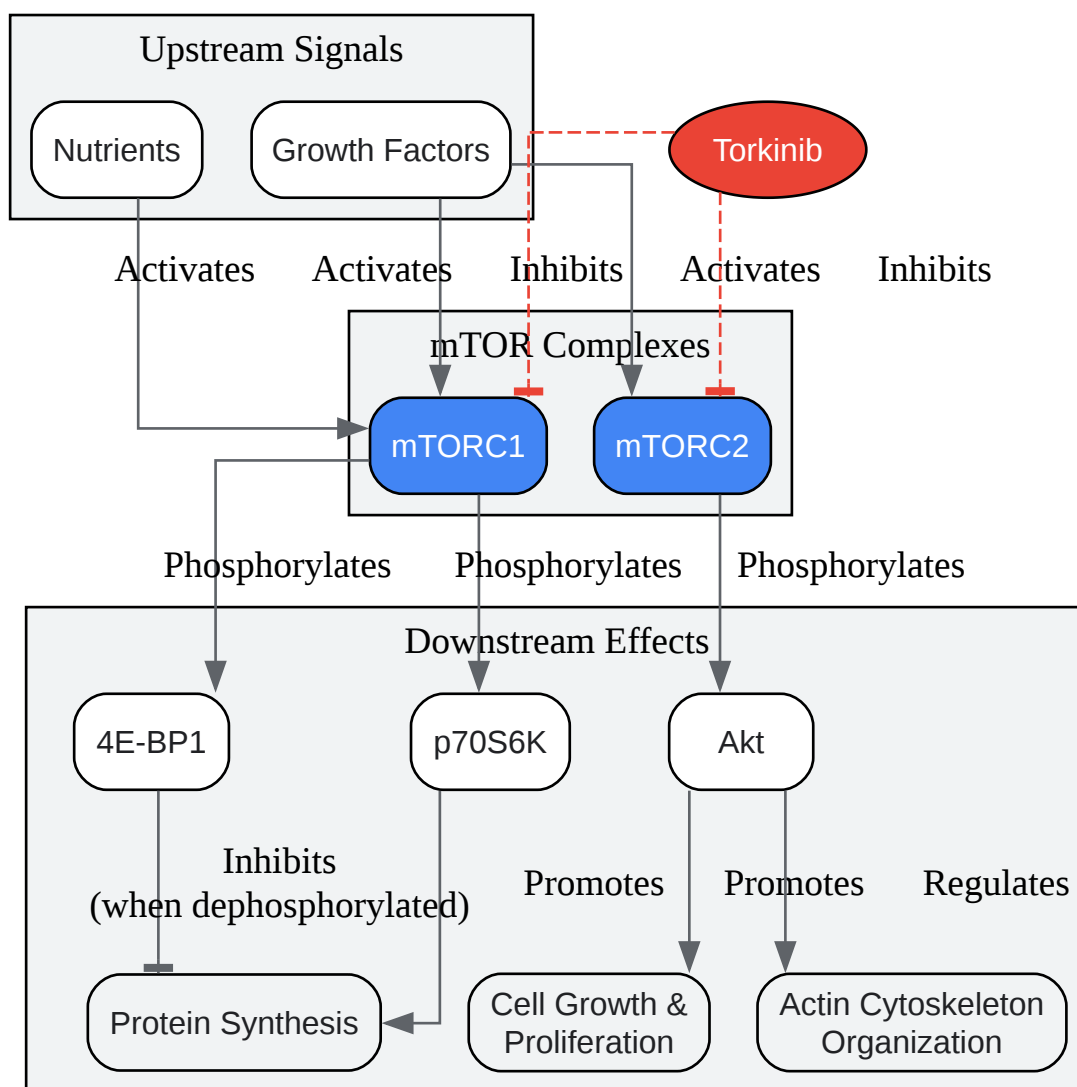 Upstream Signals
Nutrients
Growth Factors
Torkinib
Activates
Activates
Inhibits
Activates
Inhibits
mTOR Complexes
mTORC1
mTORC2
Phosphorylates
Phosphorylates
Phosphorylates
Downstream Effects
4E-BP1
p70S6K
Akt
Inhibits
(when dephosphorylated)
Promotes
Promotes
Regulates
Protein Synthesis
Cell Growth &
Proliferation
Actin Cytoskeleton
Organization